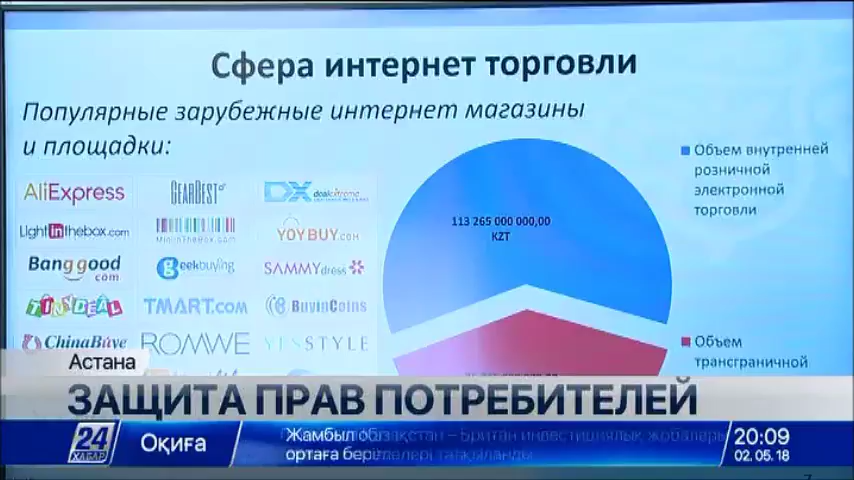 Сфера интернет торговли
Популярные зарубежные интернет магазины
и площадки:
AliExpress
GearBest
DX dealextreme
Lightinthebox.com
MiniInTheBox.com
YOYBUY.COM
Banggood
.com
geekbuying
SAMMYdress
TINYDEAL
TMART.COM
BuyinCoins
ChinaBuye
ROMWE
YESSTYLE
113 265 000 000,00
KZT
Объем внутренней
розничной
электронной
торговли
Объем
трансграничной
Астана
ЗАЩИТА ПРАВ ПОТРЕБИТЕЛЕЙ
24
ХАБАР
Оқиға
20:09
02.05.18